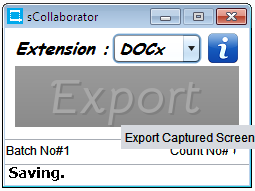 sCollaborator
Extension : DOCx
Export
Export Captured Screen
Batch No#1 Count No#
Saving.